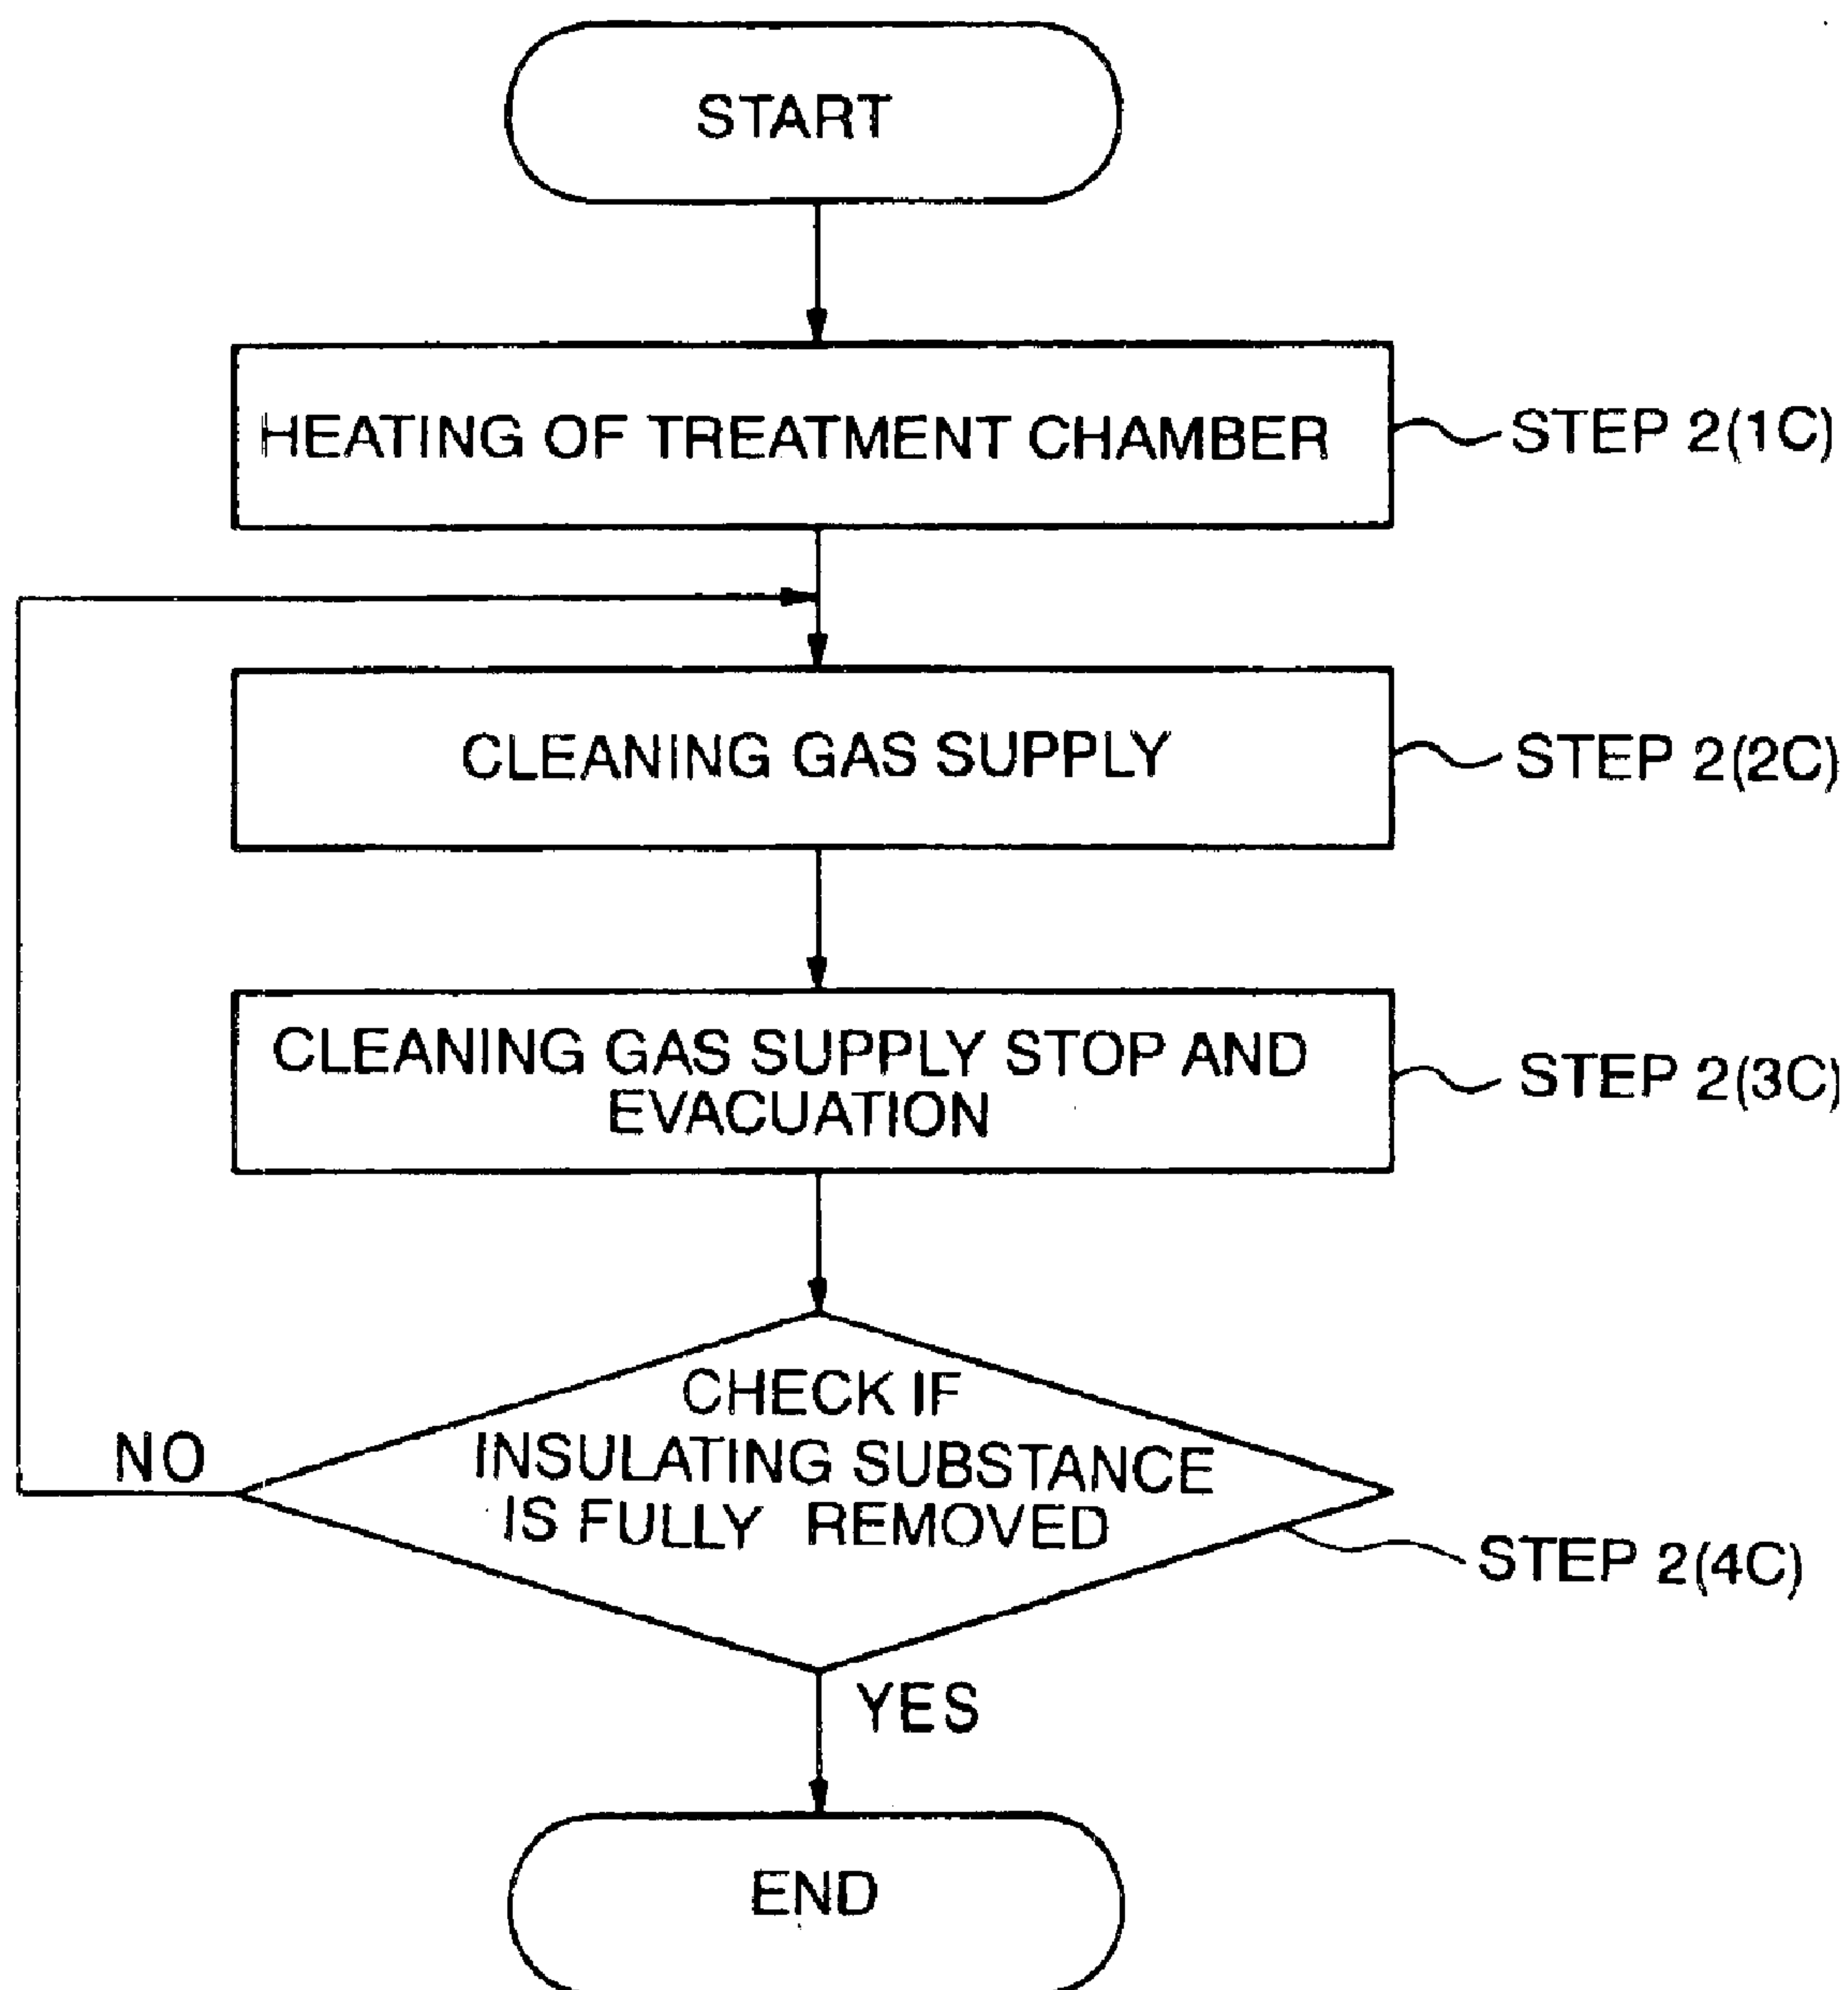 START
HEATING OF TREATMENT CHAMBER
STEP 2(1C)
CLEANING GAS SUPPLY
STEP 2(2C)
CLEANING GAS SUPPLY STOP AND
EVACUATION
STEP 2(3C)
CHECK IF
INSULATING SUBSTANCE
IS FULLY REMOVED
NO
STEP 2(4C)
YES
END